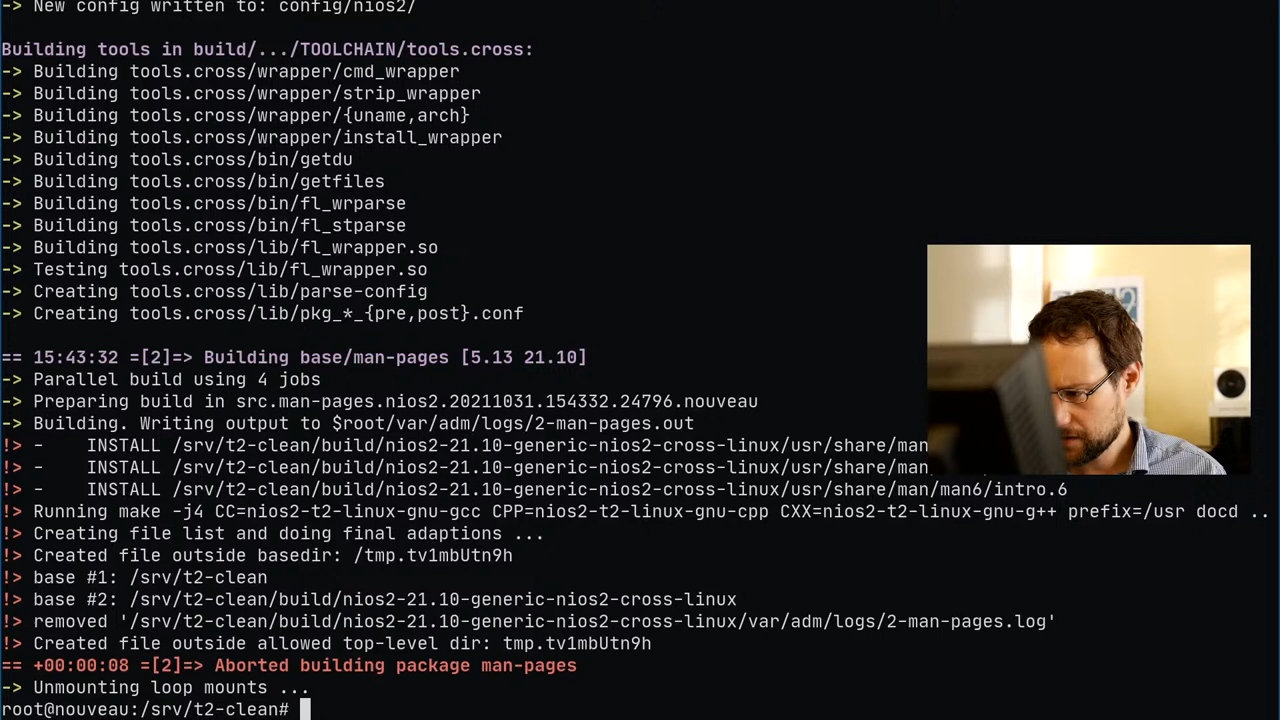 -> New config written to: config/nios2/
Building tools in build/.../TOOLCHAIN/tools.cross:
-> Building tools.cross/wrapper/cmd_wrapper
-> Building tools.cross/wrapper/strip_wrapper
-> Building tools.cross/wrapper/{uname,arch}
-> Building tools.cross/wrapper/install_wrapper
-> Building tools.cross/bin/getdu
-> Building tools.cross/bin/getfiles
-> Building tools.cross/bin/fl_wrparse
-> Building tools.cross/bin/fl_stparse
-> Building tools.cross/lib/fl_wrapper.so
-> Testing tools.cross/lib/fl_wrapper.so
-> Creating tools.cross/lib/parse-config
-> Creating tools.cross/lib/pkg_*_{pre,post}.conf
== 15:43:32 =[2]=> Building base/man-pages [5.13 21.10]
-> Parallel build using 4 jobs
-> Preparing build in src.man-pages.nios2.20211031.154332.24796.nouveau
-> Building. Writing output to $root/var/adm/logs/2-man-pages.out
!> -    INSTALL /srv/t2-clean/build/nios2-21.10-generic-nios2-cross-linux/usr/share/man
!> -    INSTALL /srv/t2-clean/build/nios2-21.10-generic-nios2-cross-linux/usr/share/man
!> -    INSTALL /srv/t2-clean/build/nios2-21.10-generic-nios2-cross-linux/usr/share/man/man6/intro.6
!> Running make -j4 CC=nios2-t2-linux-gnu-gcc CPP=nios2-t2-linux-gnu-cpp CXX=nios2-t2-linux-gnu-g++ prefix=/usr docd ..
!> Creating file list and doing final adaptions ...
!> Created file outside basedir: /tmp.tv1mbUtn9h
!> base #1: /srv/t2-clean
!> base #2: /srv/t2-clean/build/nios2-21.10-generic-nios2-cross-linux
!> removed '/srv/t2-clean/build/nios2-21.10-generic-nios2-cross-linux/var/adm/logs/2-man-pages.log'
!> Created file outside allowed top-level dir: tmp.tv1mbUtn9h
== +00:00:08 =[2]=> Aborted building package man-pages
-> Unmounting loop mounts ...
root@nouveau:/srv/t2-clean#